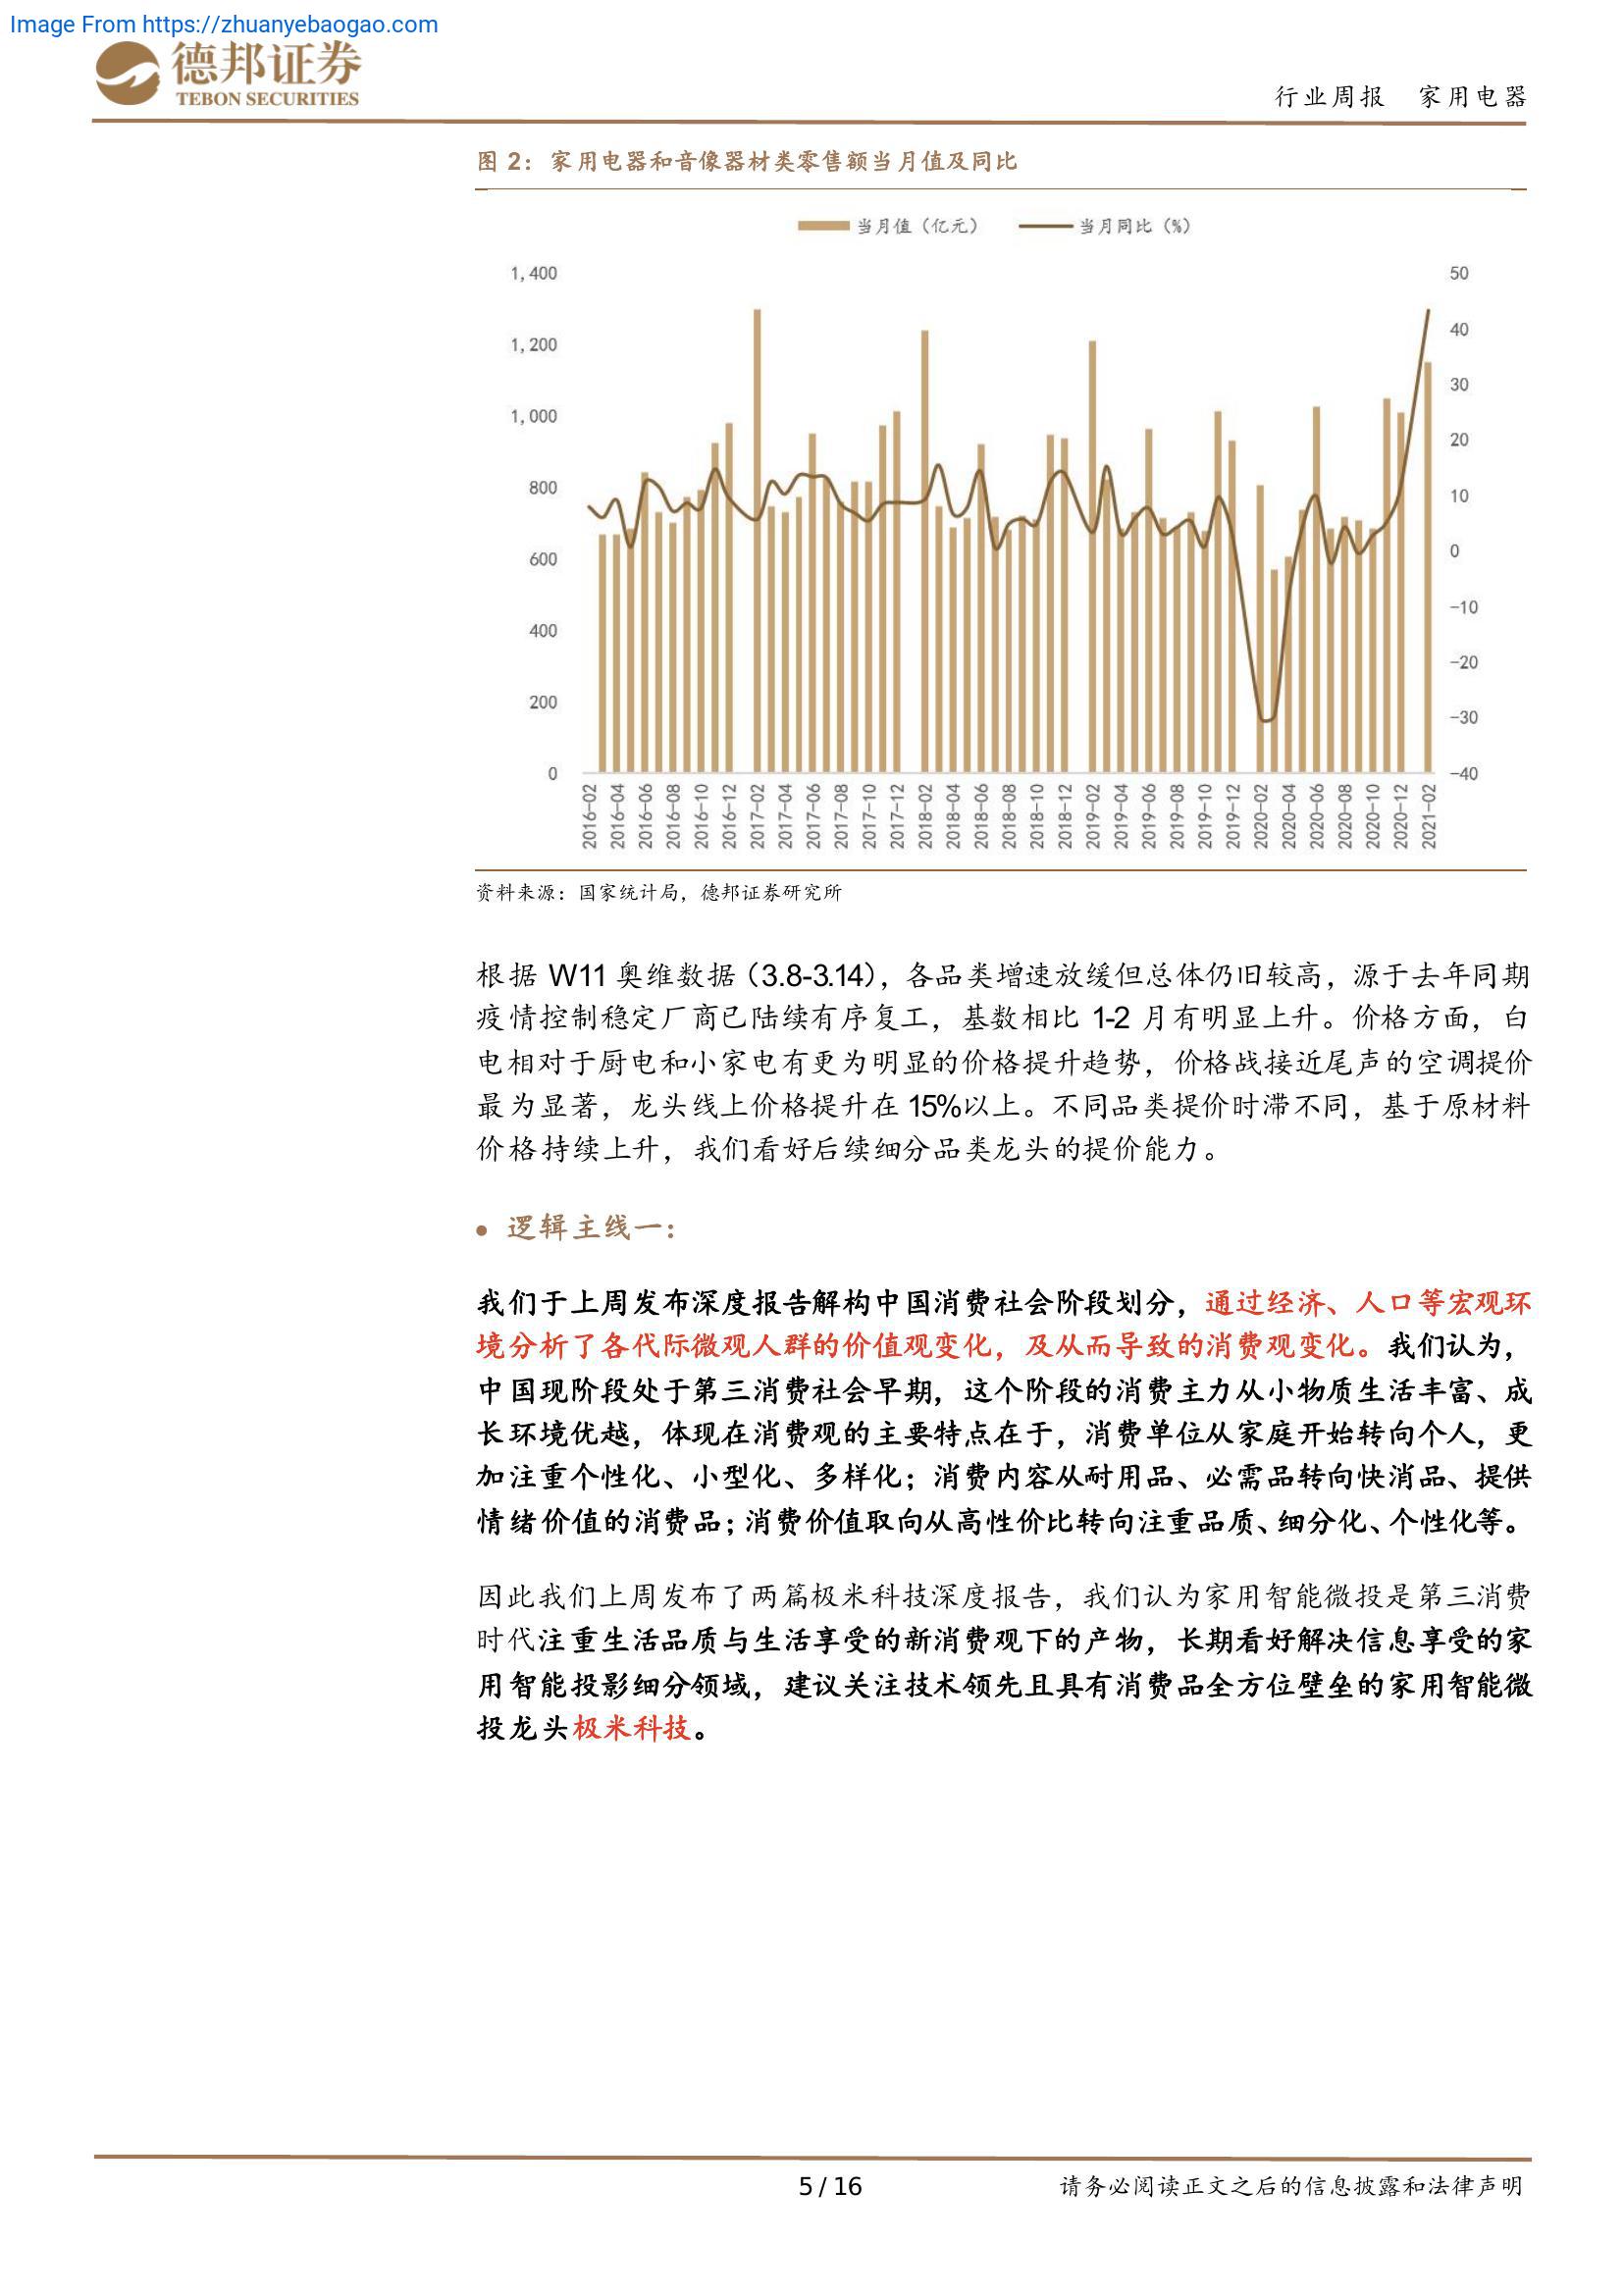 Image From https://zhuanyebaogao.com
德邦证券
TEBON SECURITIES
行业周报 家用电器
图 2：家用电器和音像器材类零售额当月值及同比
当月值（亿元） 当月同比（%）
1,400
1,200
1,000
800
600
400
200
0
50
40
30
20
10
0
-10
-20
-30
-40
2016-02
2016-04
2016-06
2016-08
2016-10
2016-12
2017-02
2017-04
2017-06
2017-08
2017-10
2017-12
2018-02
2018-04
2018-06
2018-08
2018-10
2018-12
2019-02
2019-04
2019-06
2019-08
2019-10
2019-12
2020-02
2020-04
2020-06
2020-08
2020-10
2020-12
2021-02
资料来源：国家统计局，德邦证券研究所
根据 W11 奥维数据（3.8-3.14），各品类增速放缓但总体仍旧较高，源于去年同期
疫情控制稳定厂商已陆续有序复工，基数相比 1-2 月有明显上升。价格方面，白
电相对于厨电和小家电有更为明显的价格提升趋势，价格战接近尾声的空调提价
最为显著，龙头线上价格提升在 15%以上。不同品类提价时滞不同，基于原材料
价格持续上升，我们看好后续细分品类龙头的提价能力。
● 逻辑主线一：
我们于上周发布深度报告解构中国消费社会阶段划分，通过经济、人口等宏观环
境分析了各代际微观人群的价值观变化，及从而导致的消费观变化。我们认为，
中国现阶段处于第三消费社会早期，这个阶段的消费主力从小物质生活丰富、成
长环境优越，体现在消费观的主要特点在于，消费单位从家庭开始转向个人，更
加注重个性化、小型化、多样化；消费内容从耐用品、必需品转向快消品、提供
情绪价值的消费品；消费价值取向从高性价比转向注重品质、细分化、个性化等。
因此我们上周发布了两篇极米科技深度报告，我们认为家用智能微投是第三消费
时代注重生活品质与生活享受的新消费观下的产物，长期看好解决信息享受的家
用智能投影细分领域，建议关注技术领先且具有消费品全方位壁垒的家用智能微
投龙头极米科技。
5 / 16
请务必阅读正文之后的信息披露和法律声明